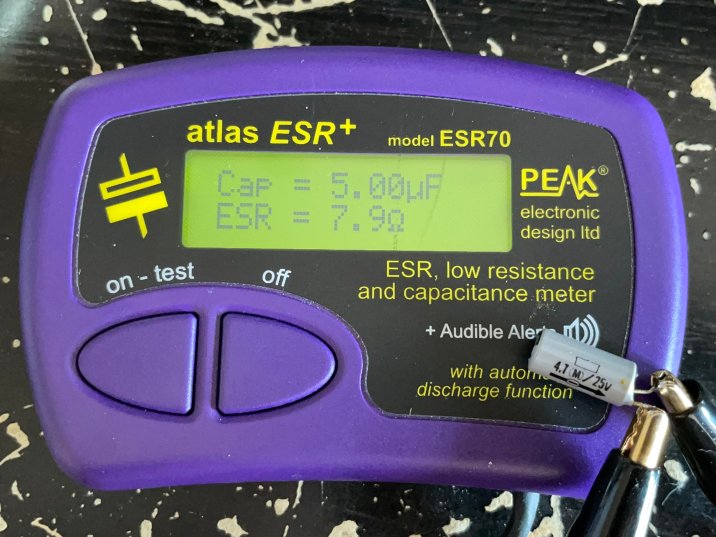 atlas ESR+
model ESR70
Cap = 5.00µF
ESR = 7.9Ω
PEAK®
electronic
design ltd
on - test
off
ESR, low resistance
and capacitance meter
+ Audible Alerts
with autom
discharge function
4.7 (M)/25V